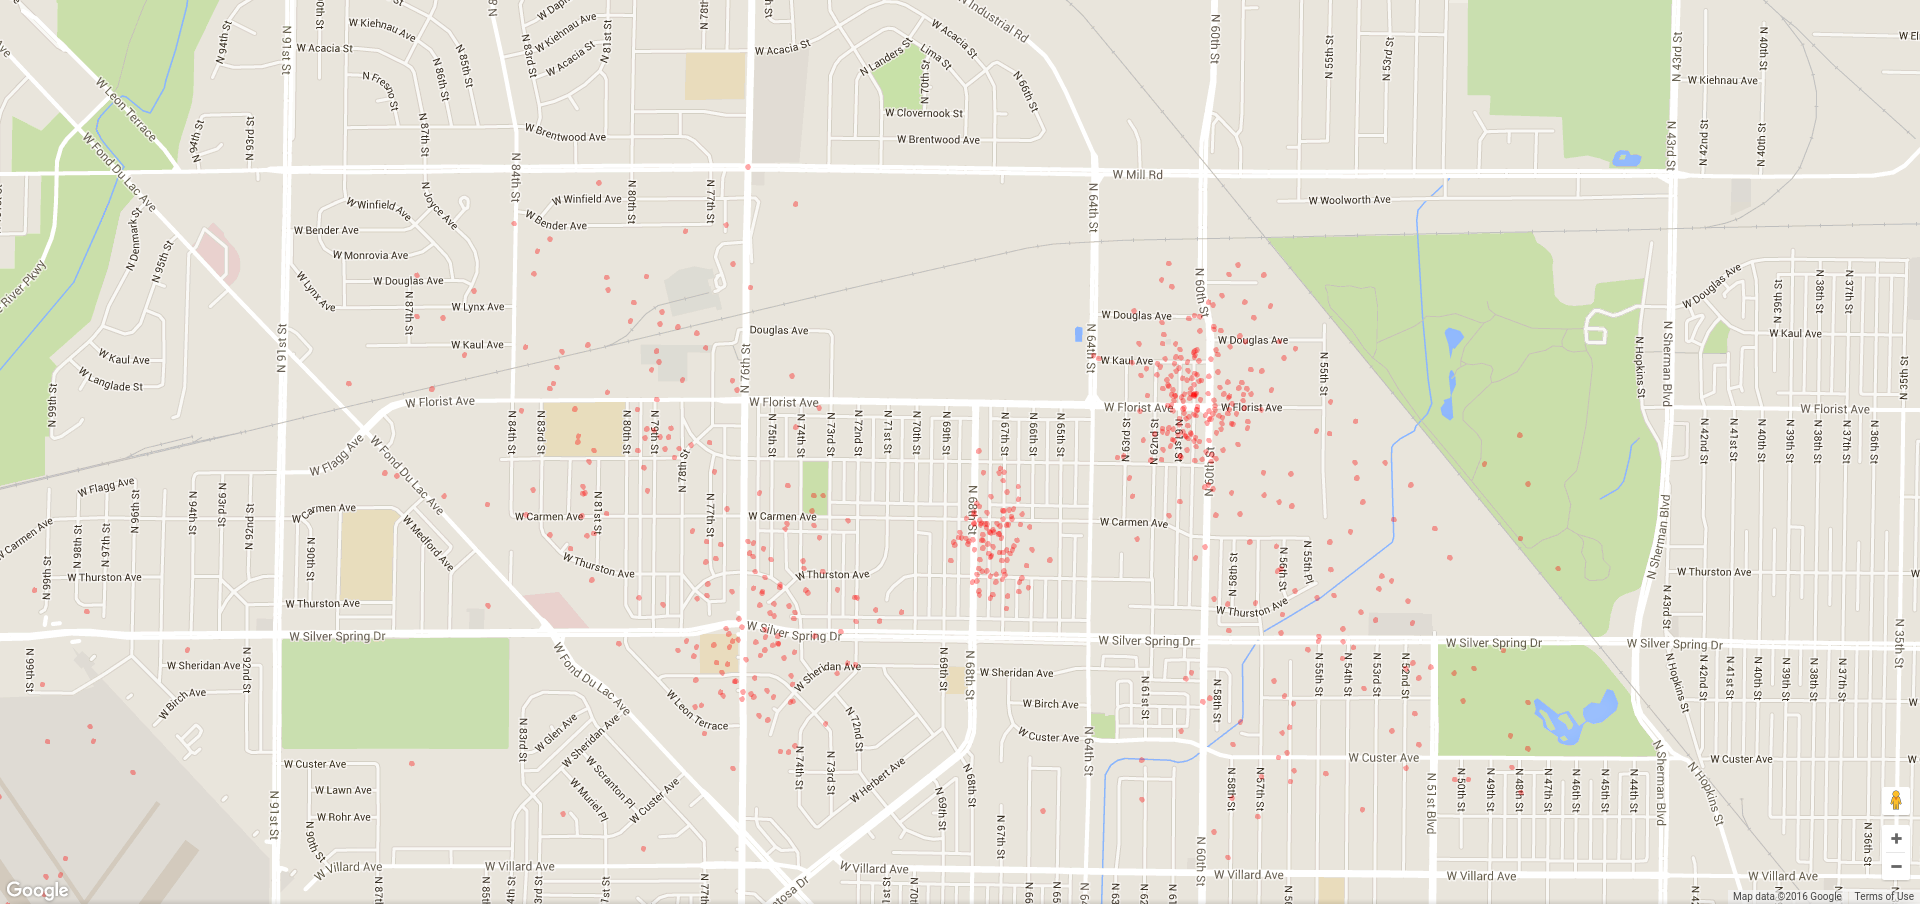 N Industrial Rd
W Acacia St
N 94th St
N 91st St
N 90th St
W Kiehnau Ave
N 85th St
N 86th St
N 83rd St
W Kiehnau Ave
W Acacia St
N 81st St
N 78th St
W Acacia St
N Landers St
Lima St
W Acacia St
N 70th St
N 66th St
N 60th St
N 55th St
N 53rd St
N 43rd St
N 40th St
W Kiehnau Ave
W Leon Terrace
N Fresno St
W Acacia St
W Clovernook St
W Brentwood Ave
W Brentwood Ave
W Fond Du Lac Ave
N 94th St
N 93rd St
N 87th St
N 84th St
N 43rd St
N 42nd St
N 40th St
W Mill Rd
N Joyce Ave
W Winfield Ave
W Winfield Ave
N 80th St
N 77th St
W Bender Ave
W Bender Ave
W Woolworth Ave
N 64th St
N Denmark St
N 95th St
W Monrovia Ave
W Douglas Ave
W Lynx Ave
W Lynx Ave
N 87th St
River Pkwy
N 60th St
W Douglas Ave
N 39th St
N 38th St
N 37th St
W Kaul Ave
W Douglas Ave
W Douglas Ave
Douglas Ave
W Kaul Ave
W Kaul Ave
W Kaul Ave
W Langlade St
N 99th St
N 91st St
N 76th St
N 64th St
N 55th St
N Hopkins St
N Sherman Blvd
N 35th St
W Florist Ave
W Florist Ave
W Florist Ave
W Florist Ave
W Florist Ave
N 84th St
N 83rd St
N 80th St
N 79th St
N 78th St
N 75th St
N 74th St
N 73rd St
N 72nd St
N 71st St
N 70th St
N 69th St
N 67th St
N 66th St
N 65th St
N 63rd St
N 62nd St
N 61st St
N 60th St
N 42nd St
N 41st St
N 40th St
N 39th St
N 38th St
N 37th St
N 36th St
W Flagg Ave
W Flagg Ave
W Fond Du Lac Ave
N 96th St
N 94th St
N 93rd St
N 92nd St
W Carmen Ave
W Carmen Ave
W Carmen Ave
W Carmen Ave
W Carmen Ave
W Medford Ave
N 81st St
N 77th St
N 68th St
N 98th St
N 97th St
N 99th St
N 90th St
W Thurston Ave
W Thurston Ave
W Thurston Ave
W Thurston Ave
W Thurston Ave
W Thurston Ave
N 58th St
N 56th St
N 55th Pl
N Sherman Blvd
N 43rd St
W Silver Spring Dr
W Silver Spring Dr
W Silver Spring Dr
W Silver Spring Dr
W Silver Spring Dr
N 35th St
N 99th St
N 92nd St
W Sheridan Ave
W Birch Ave
W Fond Du Lac Ave
W Leon Terrace
W Sheridan Ave
W Sheridan Ave
N 69th St
N 68th St
W Birch Ave
W Custer Ave
N 61st St
N 58th St
N 55th St
N 54th St
N 53rd St
N 52nd St
N Hopkins St
N 42nd St
N 41st St
N 40th St
N 39th St
N 38th St
N 37th St
N 83rd St
W Glen Ave
W Sheridan Ave
W Scranton Pl
W Muriel Pl
W Custer Ave
N 72nd St
N 74th St
N 73rd St
W Herbert Ave
N 64th St
W Custer Ave
W Custer Ave
W Custer Ave
W Lawn Ave
W Rohr Ave
N 91st St
N 90th St
N 69th St
N 68th St
N 67th St
N 58th St
N 57th St
N 51st Blvd
N 50th St
N 49th St
N 48th St
N 47th St
N 46th St
N 45th St
N 44th St
N Sherman Blvd
N Hopkins St
N 36th St
N 60th St
W Villard Ave
W Villard Ave
W Villard Ave
W Villard Ave
W Villard Ave
W Villard Ave
N 87th
N 85th
N 77th
N 70th
Google
Map data ©2016 Google
Terms of Use